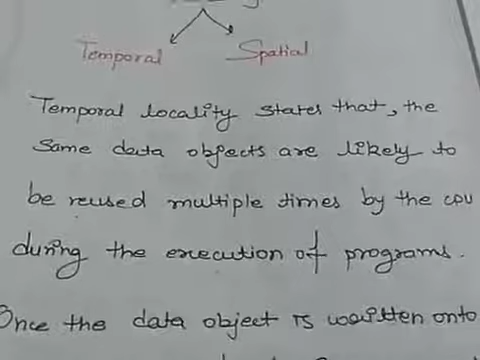 Temporal Spatial
Temporal locality states that, the
same data objects are likely to
be reused multiple times by the CPU
during the execution of programs.
Once the data object is written onto